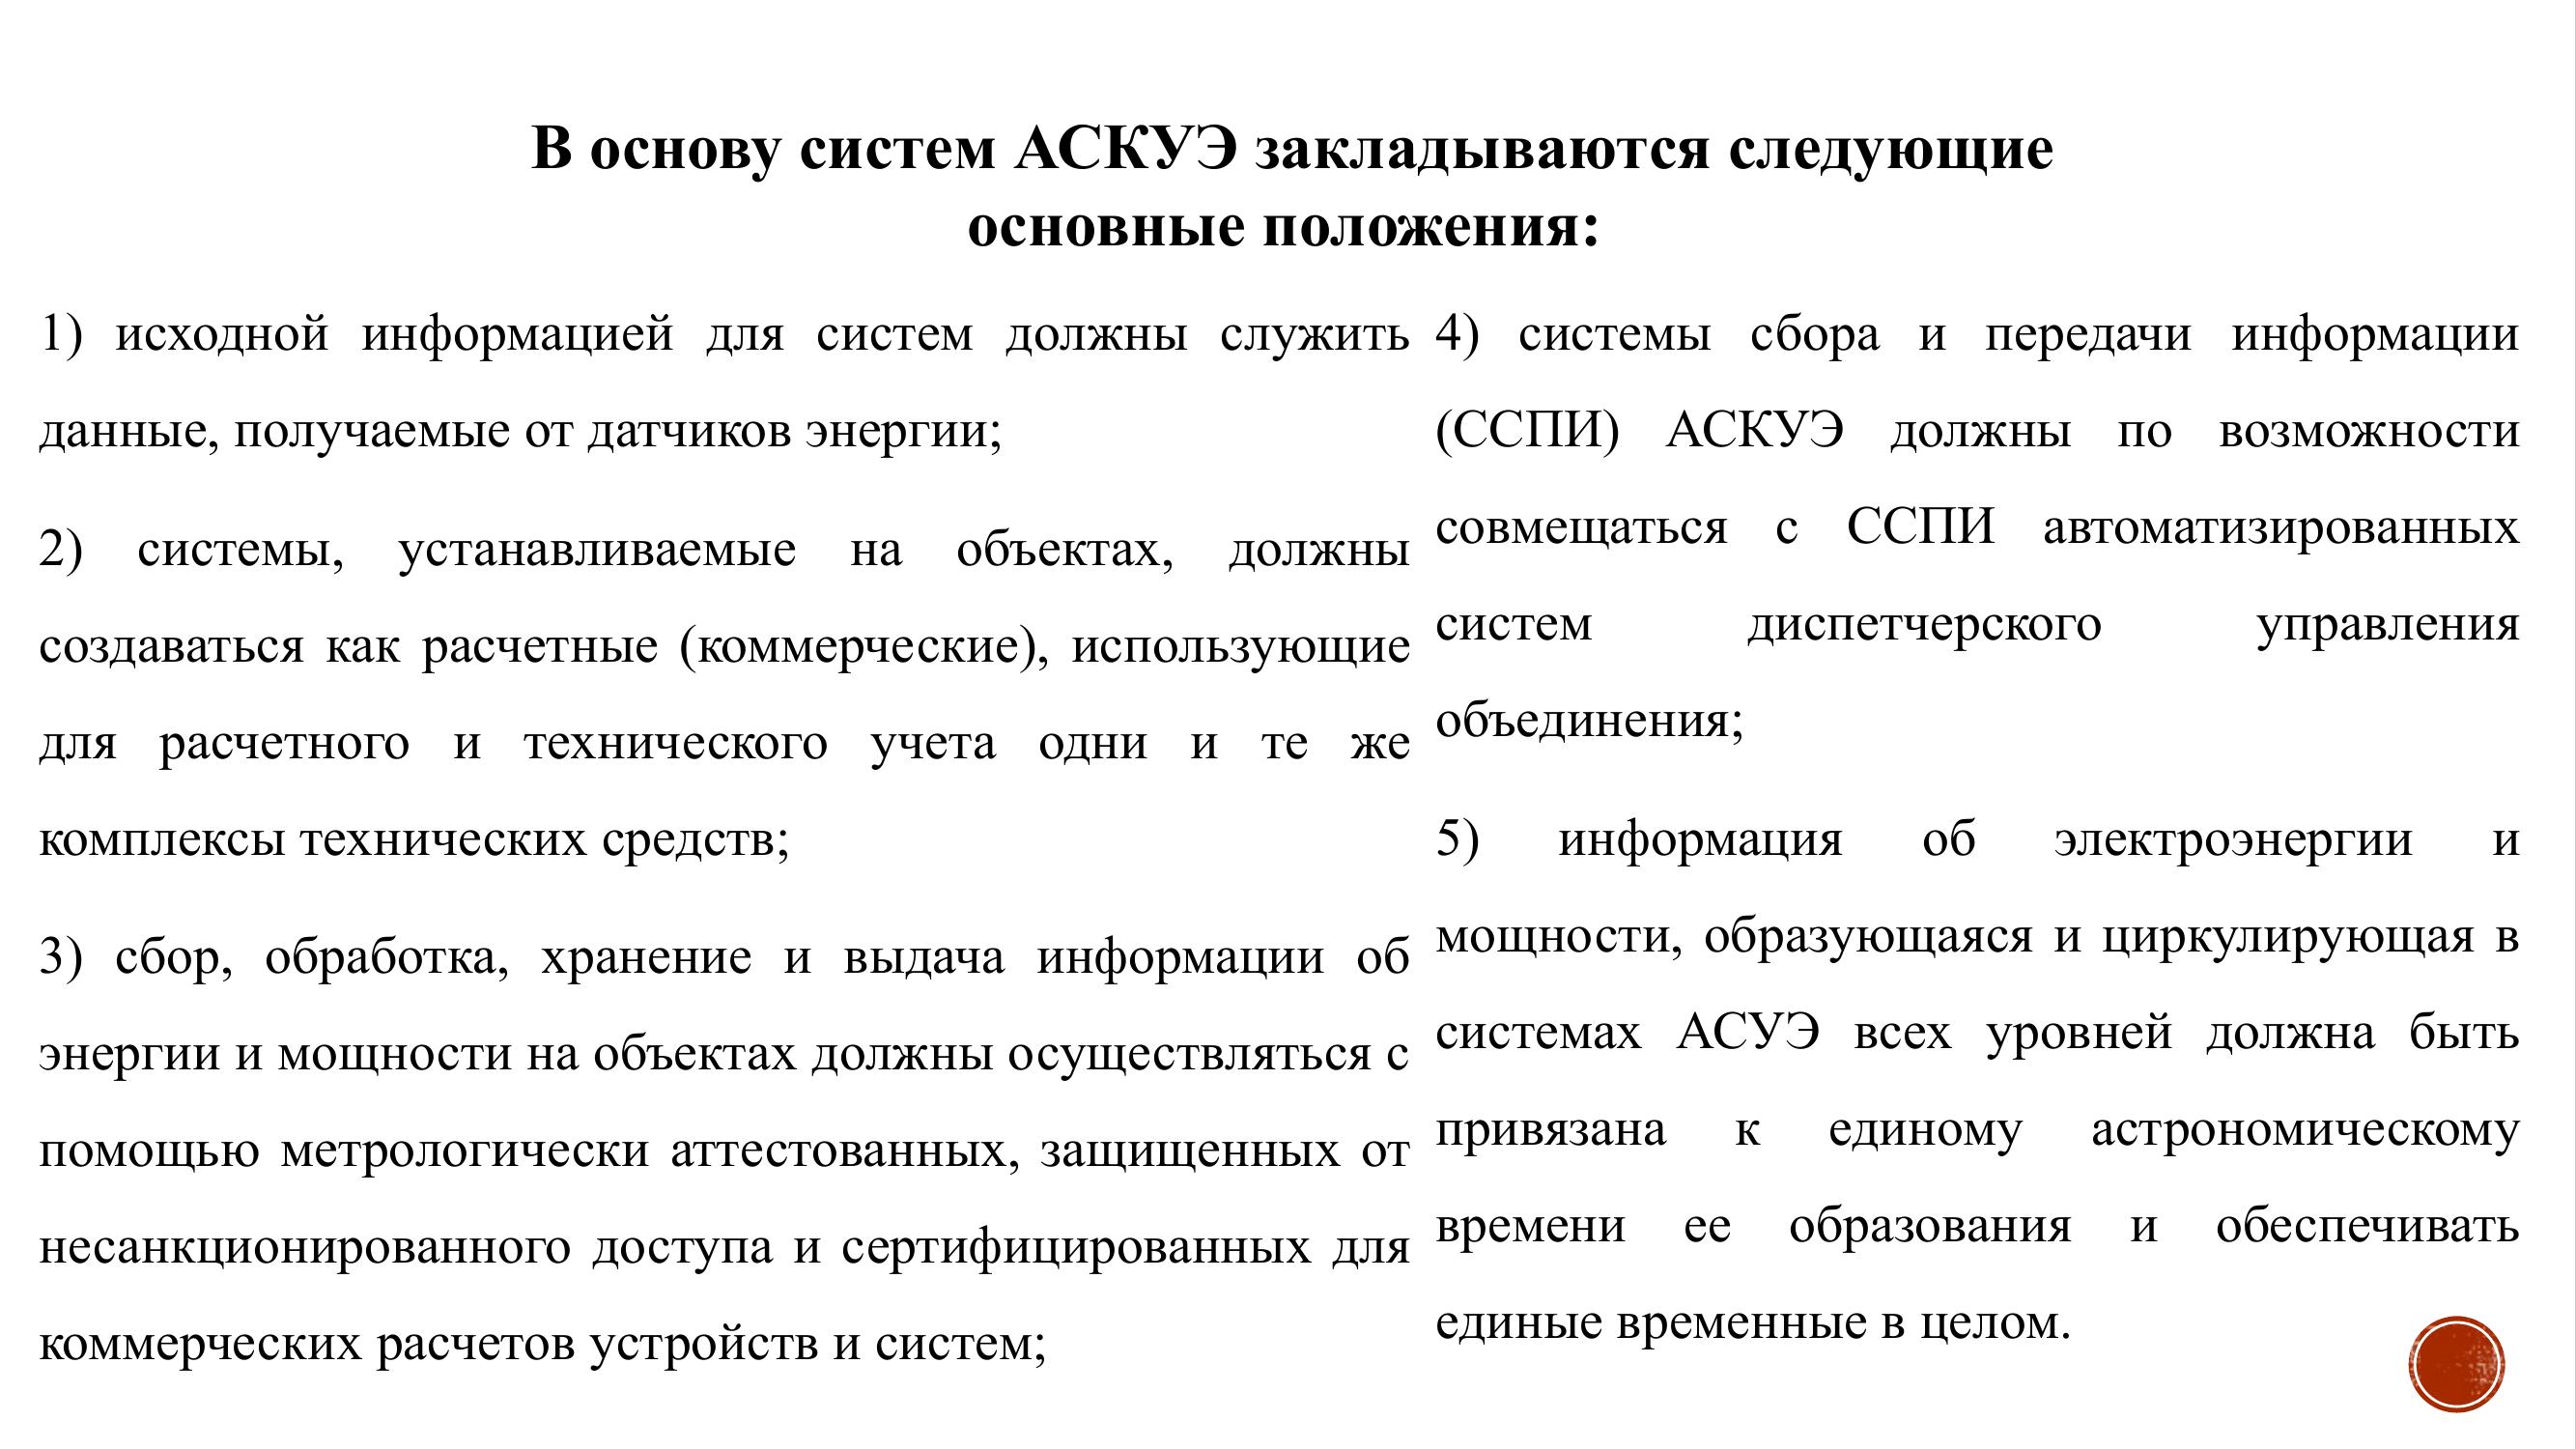 В основу систем АСКУЭ закладываются следующие
основные положения:
1) исходной информацией для систем должны служить
данные, получаемые от датчиков энергии;
2) системы, устанавливаемые на объектах, должны
создаваться как расчетные (коммерческие), использующие
для расчетного и технического учета одни и те же
комплексы технических средств;
3) сбор, обработка, хранение и выдача информации об
энергии и мощности на объектах должны осуществляться с
помощью метрологически аттестованных, защищенных от
несанкционированного доступа и сертифицированных для
коммерческих расчетов устройств и систем;
4) системы сбора и передачи информации
(ССПИ) АСКУЭ должны по возможности
совмещаться с ССПИ автоматизированных
систем диспетчерского управления
объединения;
5) информация об электроэнергии и
мощности, образующаяся и циркулирующая в
системах АСУЭ всех уровней должна быть
привязана к единому астрономическому
времени ее образования и обеспечивать
единые временные в целом.